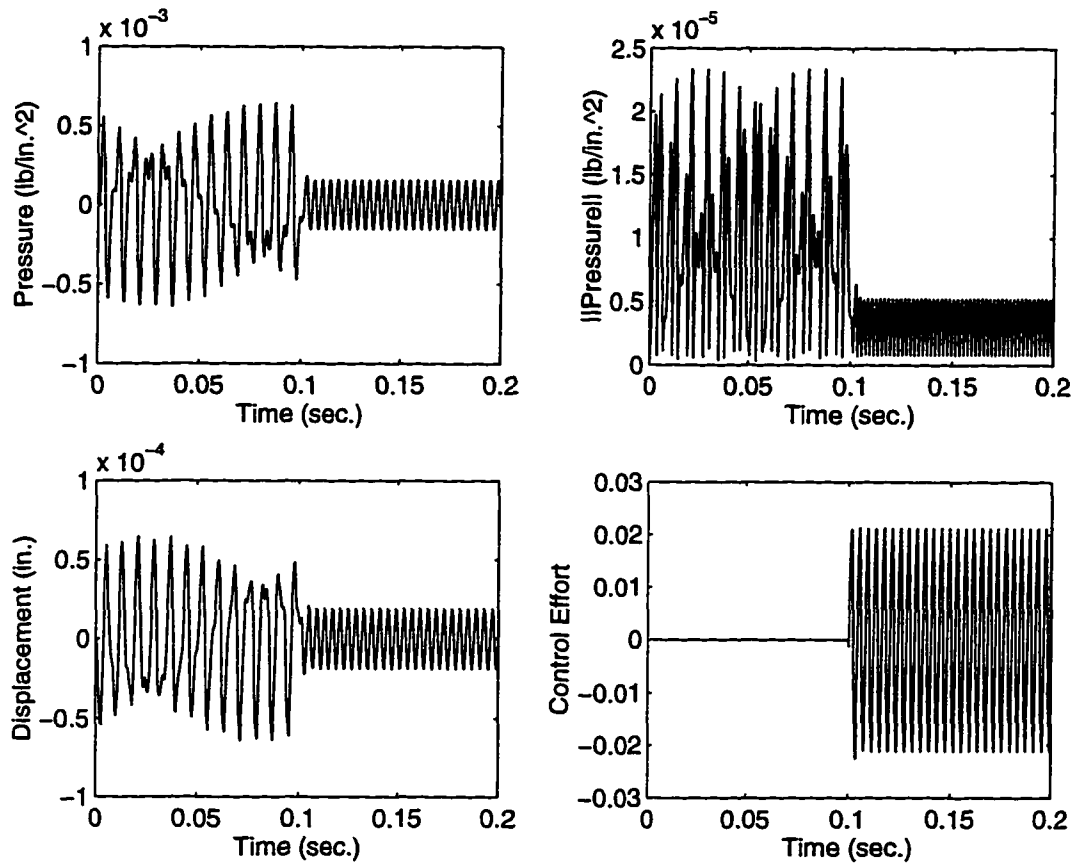 x 10^-3
1
0.5
0
-0.5
-1
Pressure (lb/in.^2)
0 0.05 0.1 0.15 0.2
Time (sec.)
x 10^-5
2.5
2
1.5
1
0.5
0
||Pressure|| (lb/in.^2)
0 0.05 0.1 0.15 0.2
Time (sec.)
x 10^-4
1
0.5
0
-0.5
-1
Displacement (in.)
0 0.05 0.1 0.15 0.2
Time (sec.)
0.03
0.02
0.01
0
-0.01
-0.02
-0.03
Control Effort
0 0.05 0.1 0.15 0.2
Time (sec.)